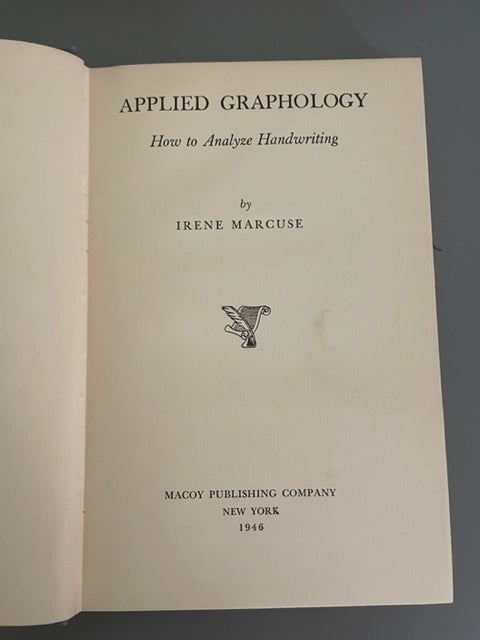 APPLIED GRAPHOLOGY
How to Analyze Handwriting
by
IRENE MARCUSE
MACOY PUBLISHING COMPANY
NEW YORK
1946